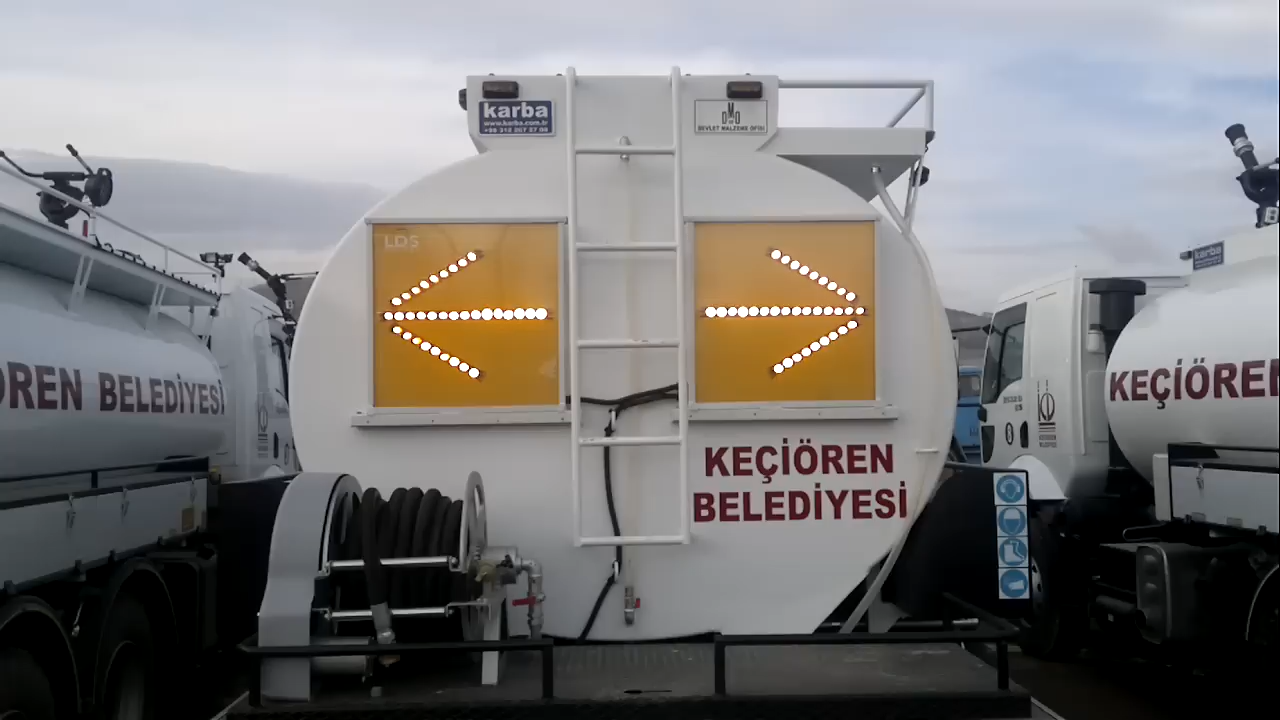 karba
www.karba.com.tr
DMO
DEVLET MALZEME OFİSİ
LDS
karba
ÖREN BELEDİYESİ
KEÇİÖREN
KEÇİÖREN
BELEDİYESİ